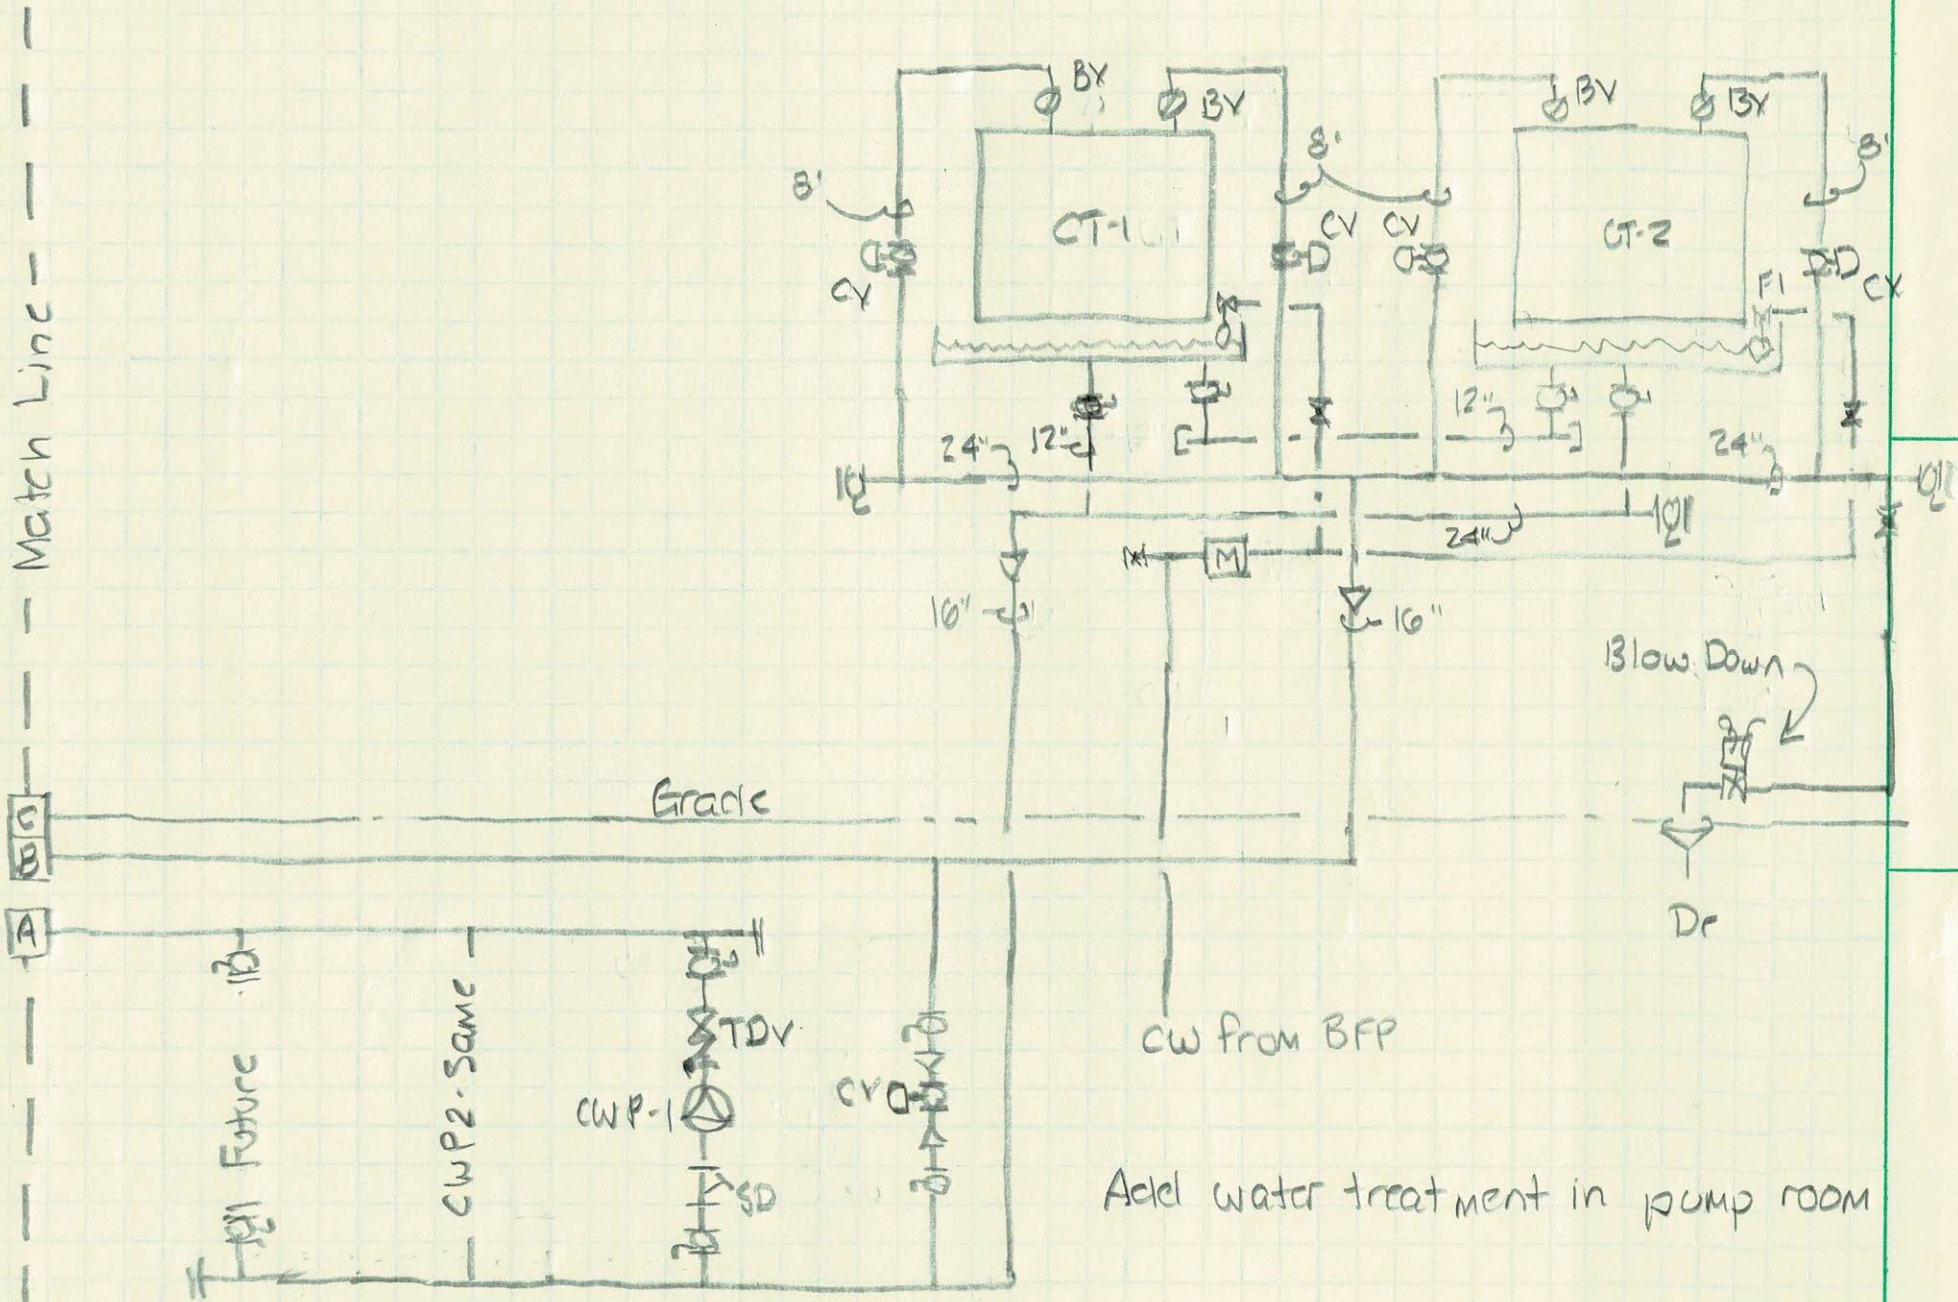 BV
BV
BV
BV
8'
8'
8'
CT-1
CV
CV
CT-2
CV
CV
24"
12"
12"
24"
24"
M
16"
16"
Blow Down
Match Line
Grade
C
B
A
Dr
TDV
CW from BFP
Future
CWP2-Same
CWP-1
CV
SD
Add water treatment in pump room